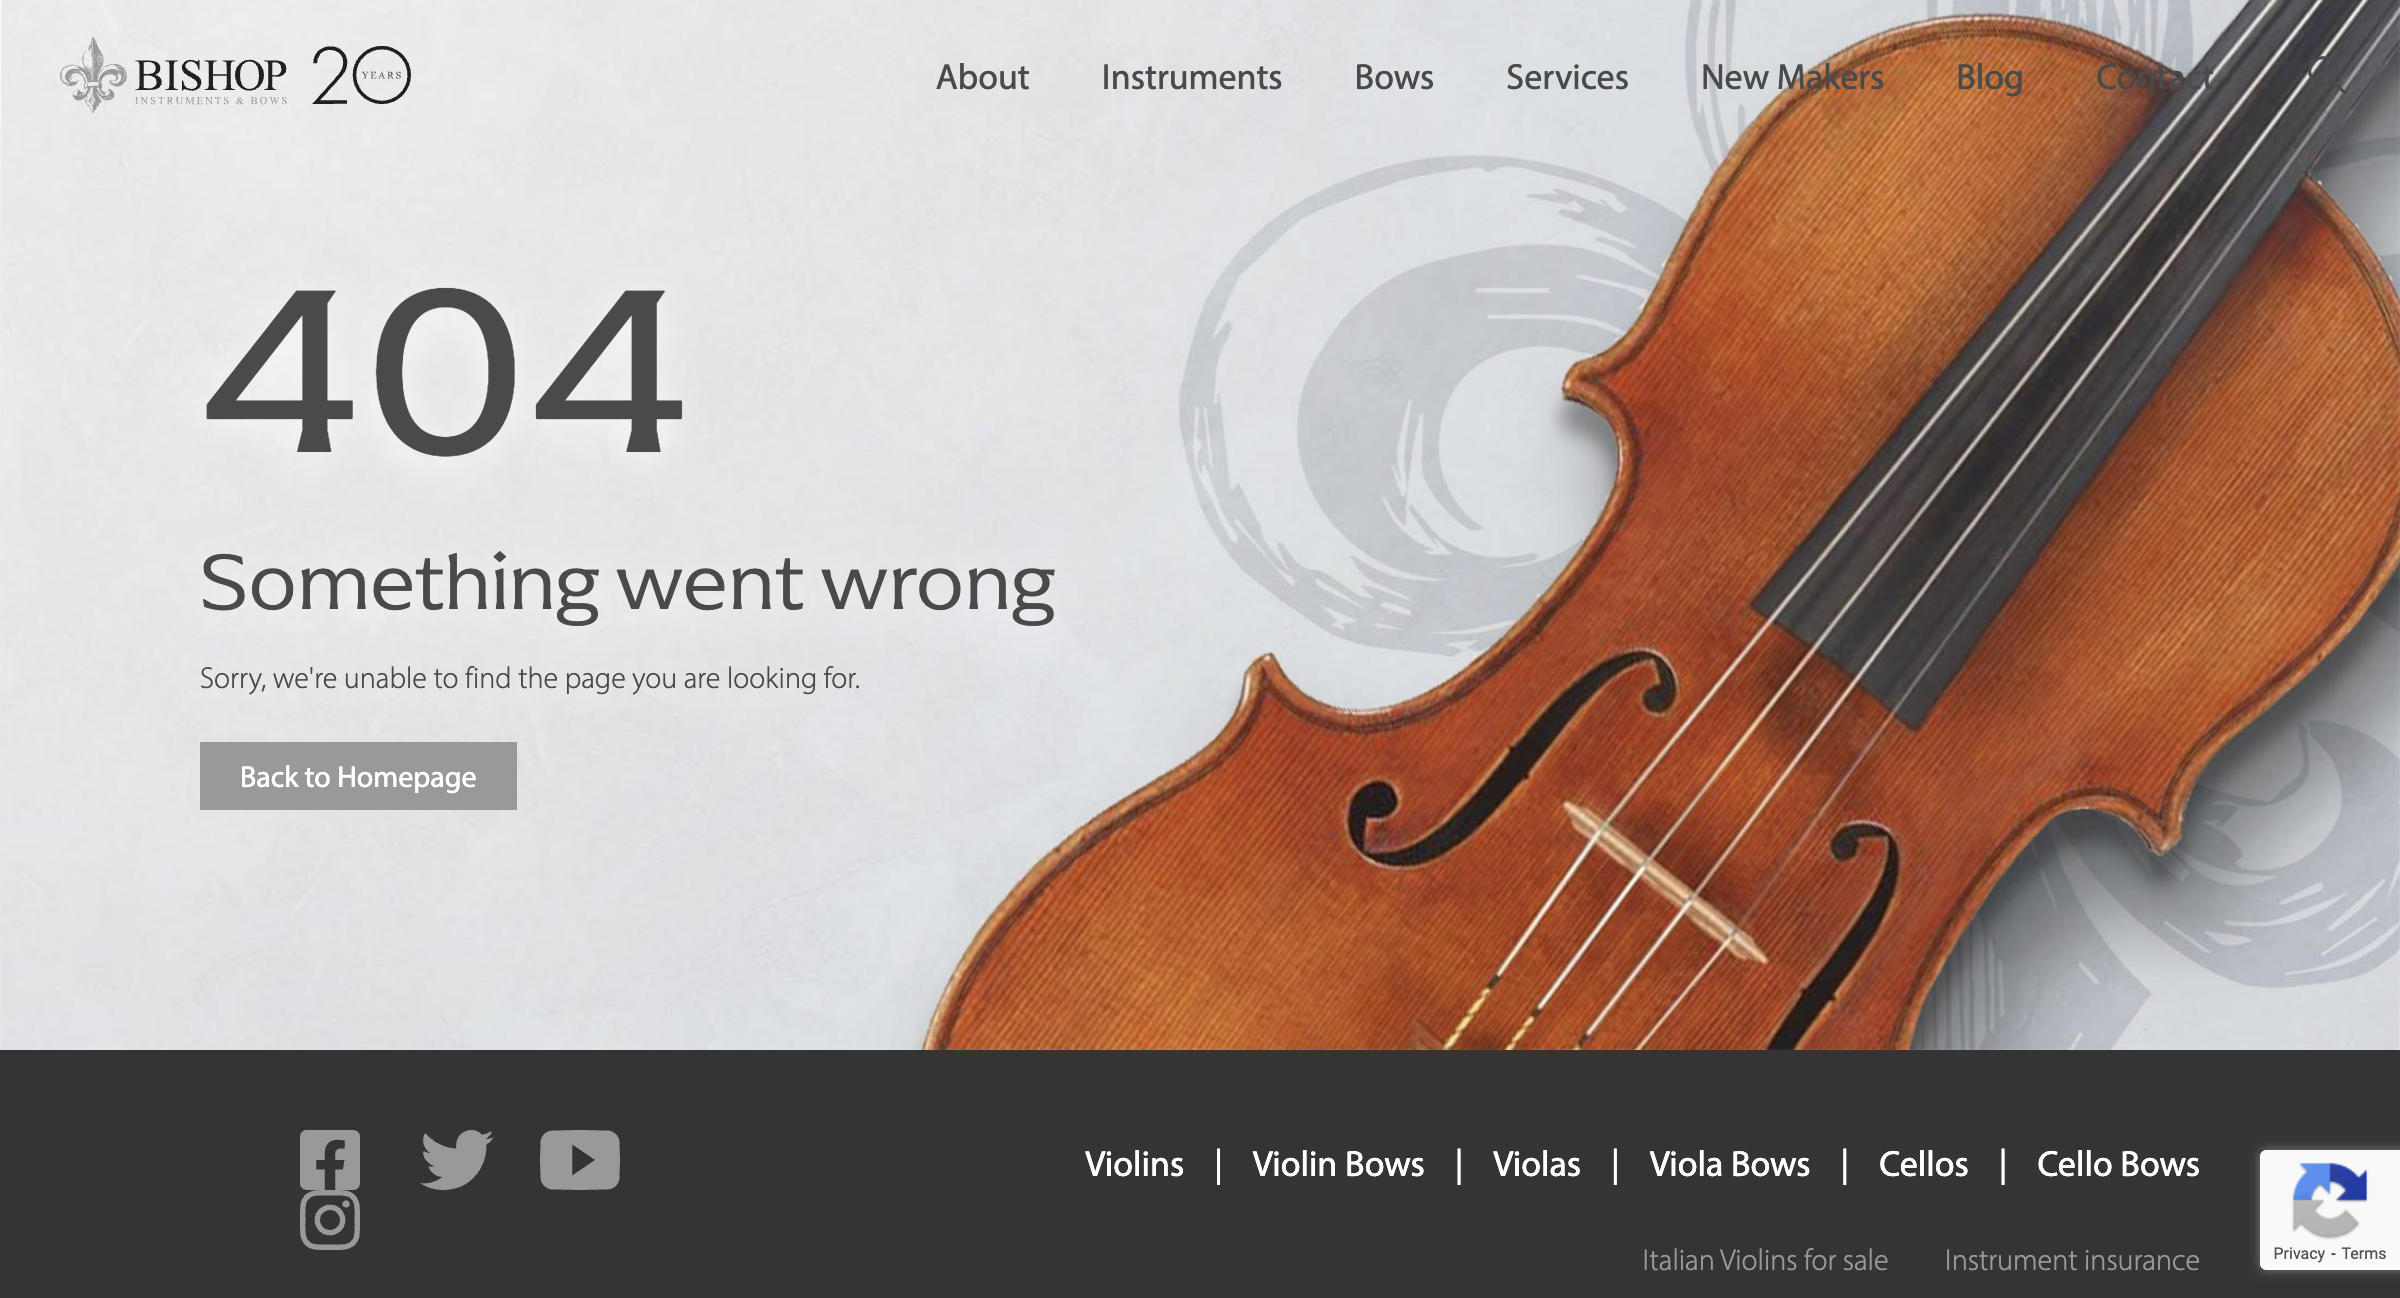 BISHOP
INSTRUMENTS & BOWS
20
YEARS
About Instruments Bows Services New Makers Blog Contact
404
Something went wrong
Sorry, we're unable to find the page you are looking for.
Back to Homepage
Violins | Violin Bows | Violas | Viola Bows | Cellos | Cello Bows
Italian Violins for sale Instrument insurance
Privacy - Terms